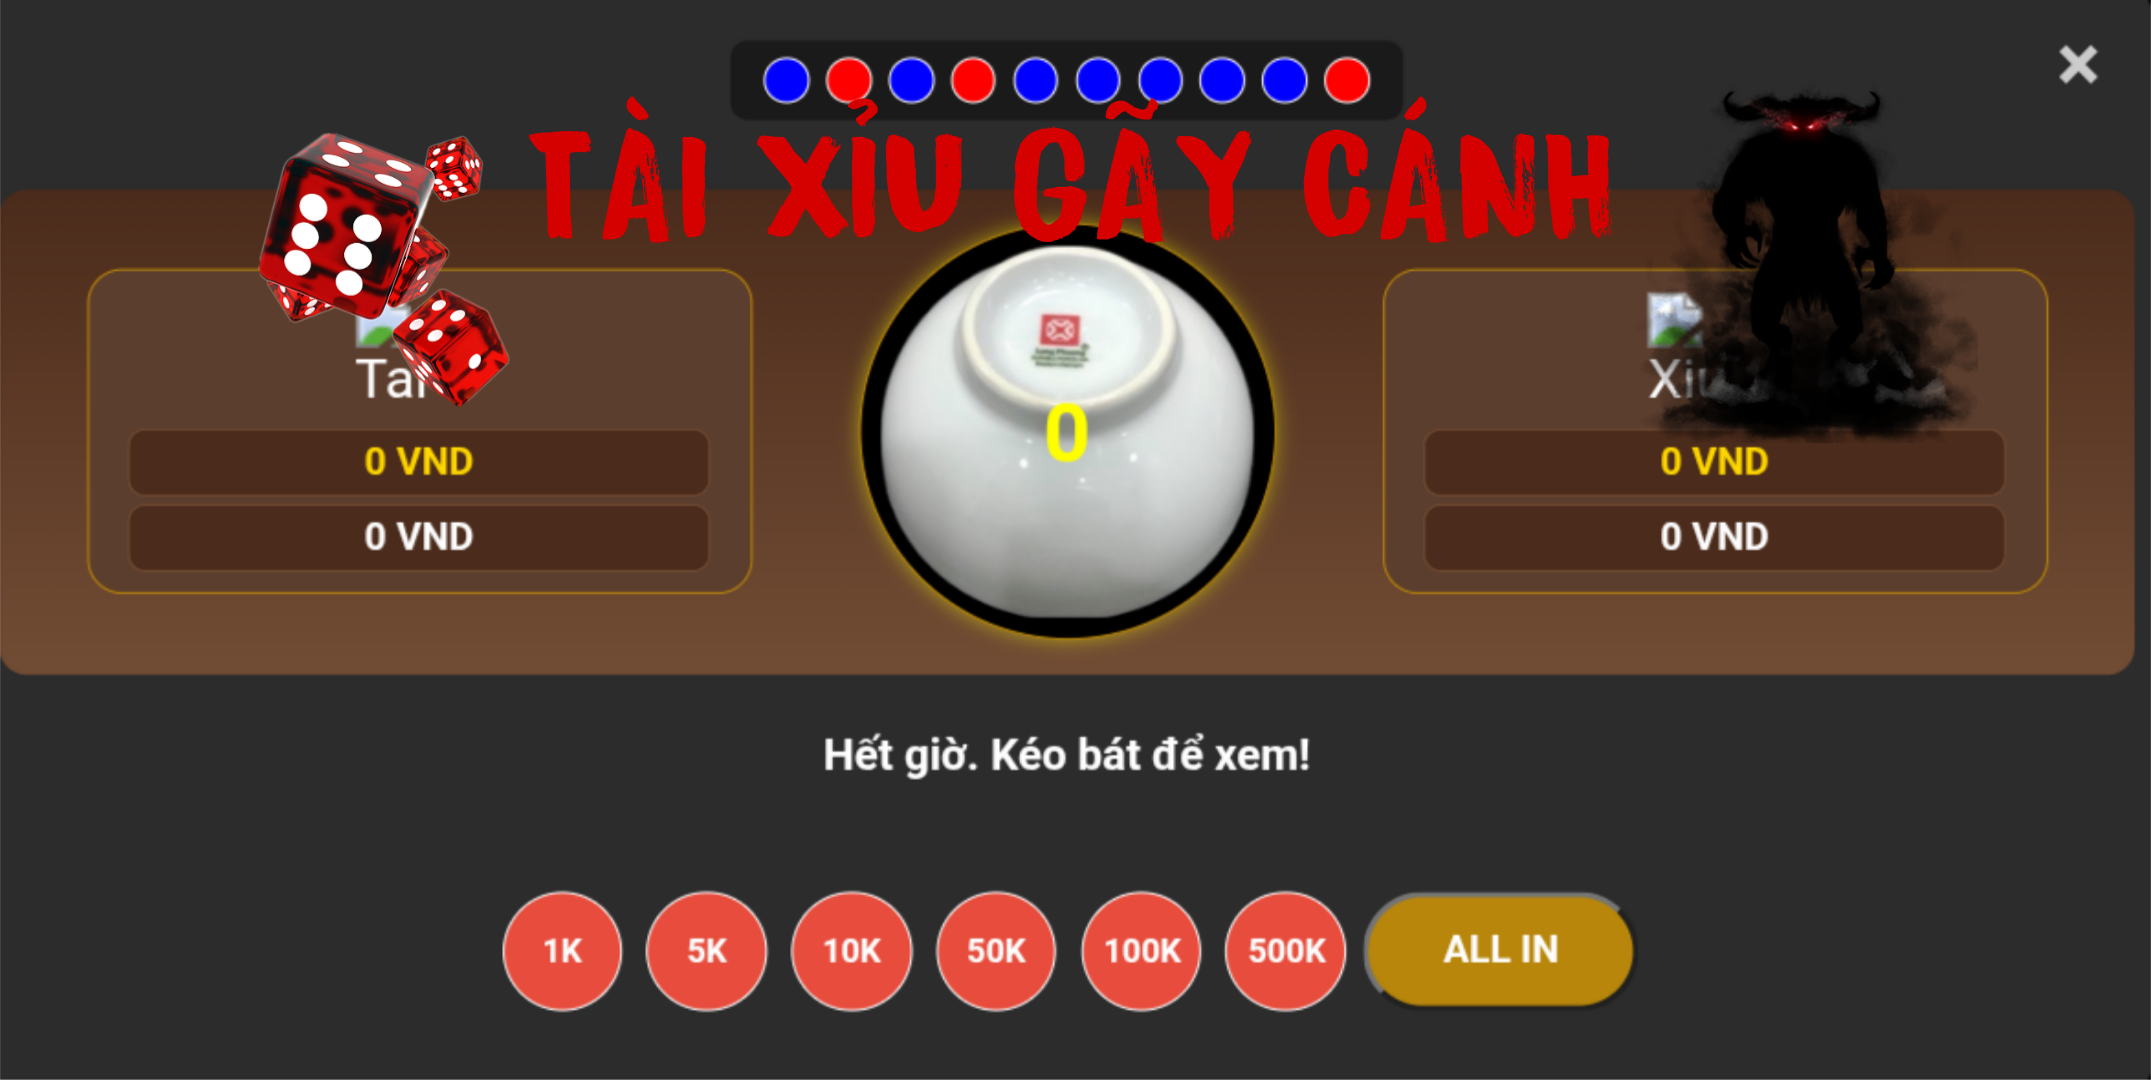 TÀI XỈU GÃY CÁNH
Tai
Xiu
0
0 VND
0 VND
0 VND
0 VND
Hết giờ. Kéo bát để xem!
1K
5K
10K
50K
100K
500K
ALL IN